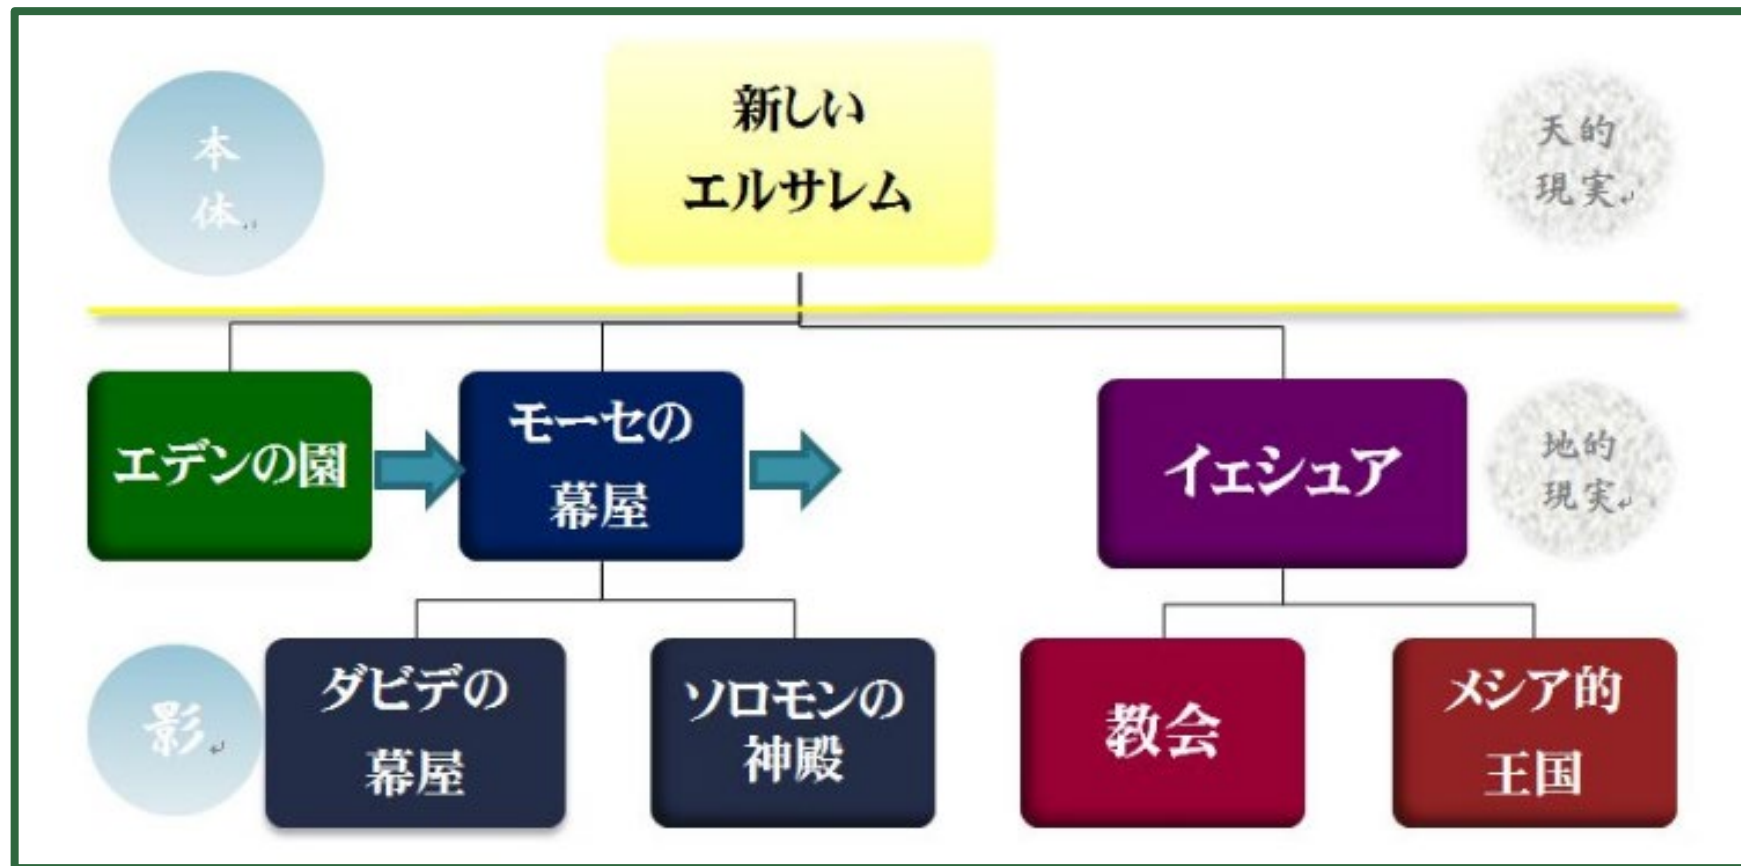 本
体
新しい
エルサレム
天的
現実
エデンの園
モーセの
幕屋
イェシュア
地的
現実
影
ダビデの
幕屋
ソロモンの
神殿
教会
メシア的
王国